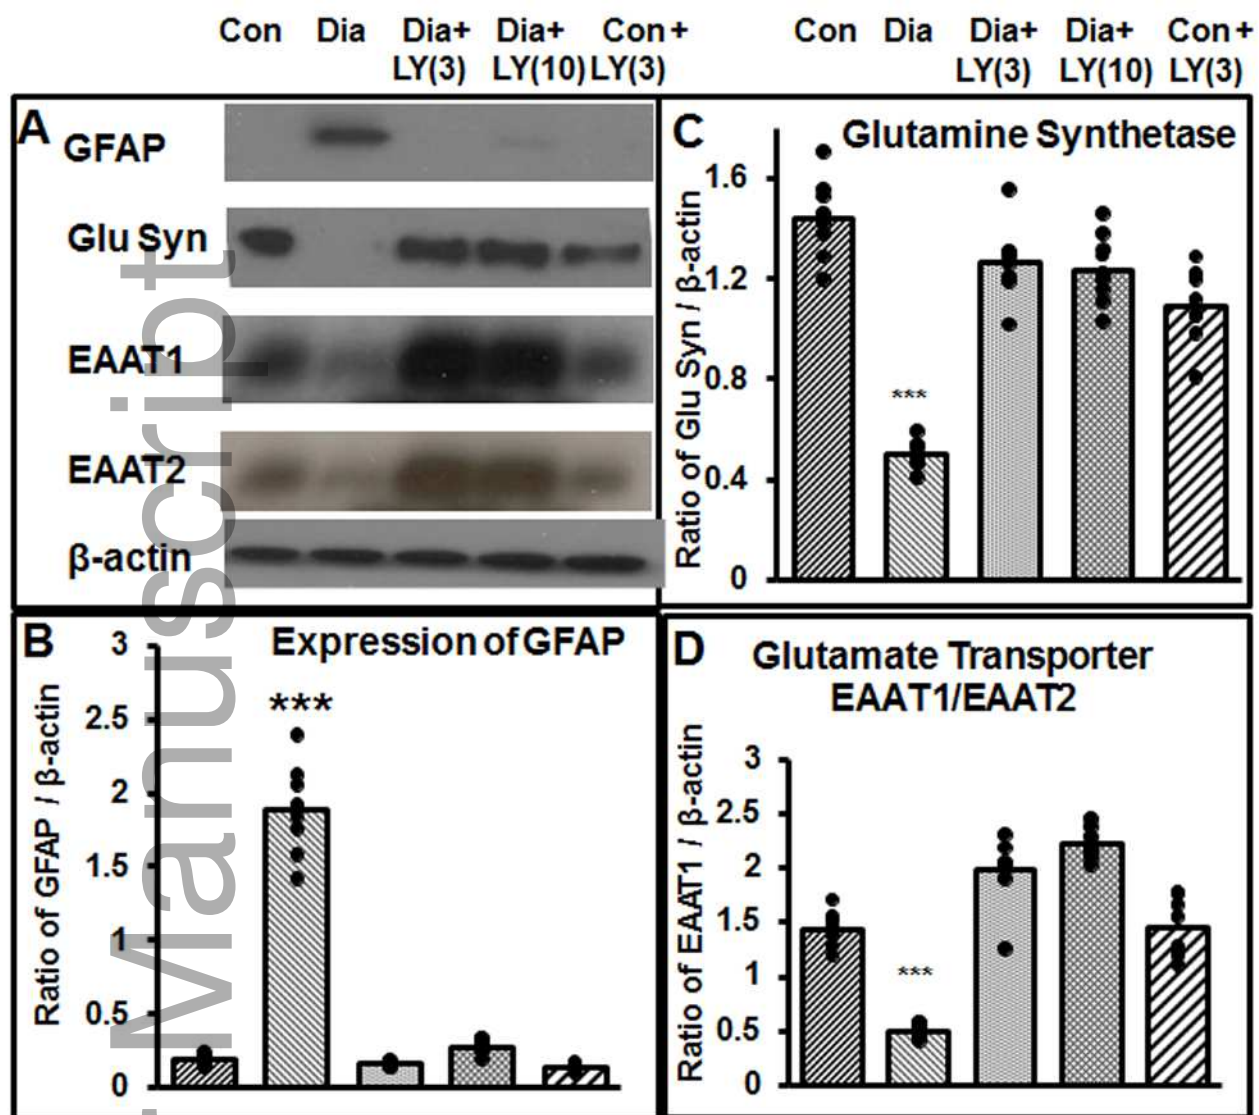 Con Dia Dia+ Dia+ Con+
LY(3) LY(10) LY(3)
Con Dia Dia+ Dia+ Con+
LY(3) LY(10) LY(3)
A
GFAP
Glu Syn
EAAT1
EAAT2
β-actin
C
Glutamine Synthetase
Ratio of Glu Syn / β-actin
1.6
1.2
0.8
0.4
0
***
B
Expression of GFAP
Ratio of GFAP / β-actin
3
2.5
2
1.5
1
0.5
0
***
D
Glutamate Transporter
EAAT1/EAAT2
Ratio of EAAT1 / β-actin
3
2.5
2
1.5
1
0.5
0
***
Manuscript